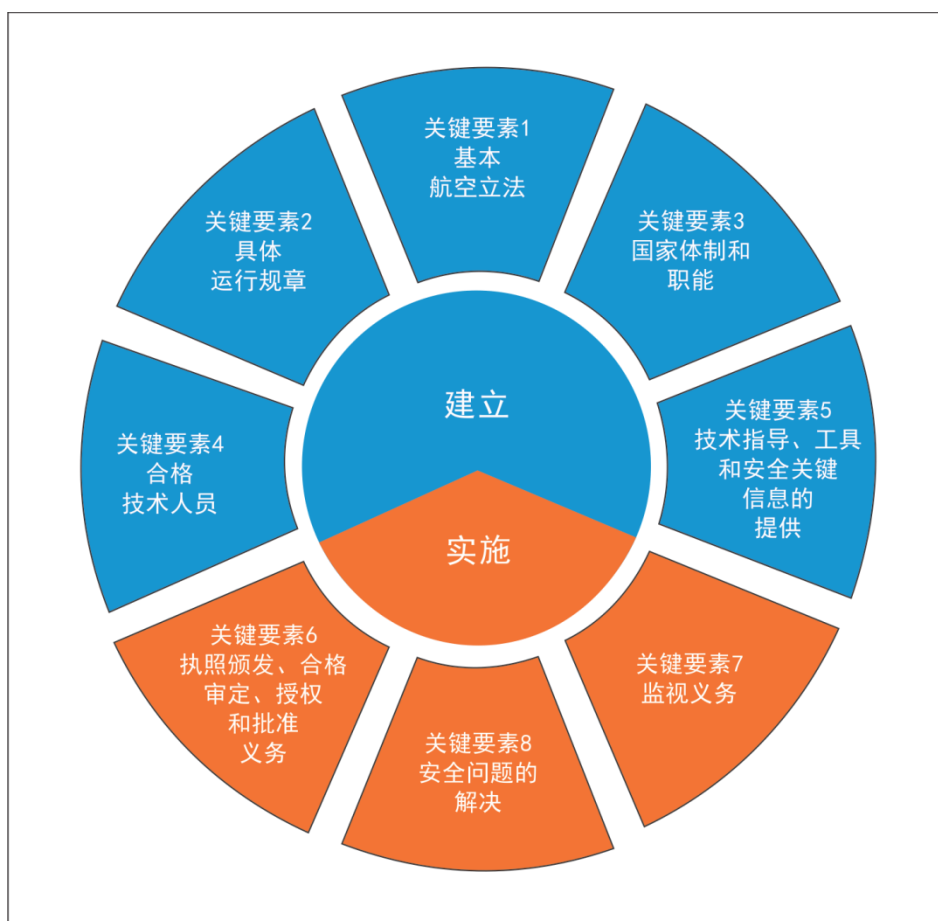 关键要素1
基本
航空立法
关键要素2
具体
运行规章
关键要素3
国家体制和
职能
关键要素4
合格
技术人员
关键要素5
技术指导、工具
和安全关键
信息的
提供
建立
实施
关键要素6
执照颁发、合格
审定、授权
和批准
义务
关键要素7
监视义务
关键要素8
安全问题的
解决